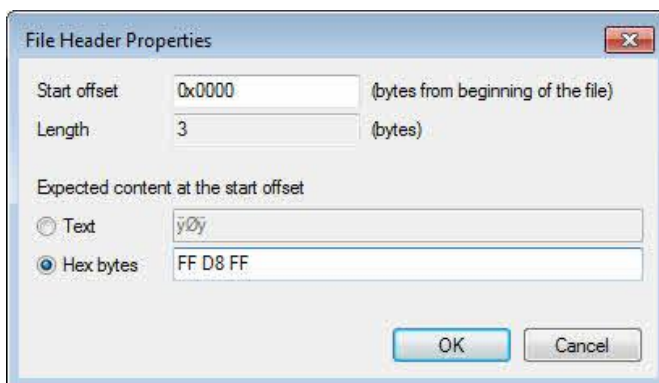 File Header Properties
Start offset 0x0000 (bytes from beginning of the file)
Length 3 (bytes)
Expected content at the start offset
Text ÿØÿ
Hex bytes FF D8 FF
OK Cancel